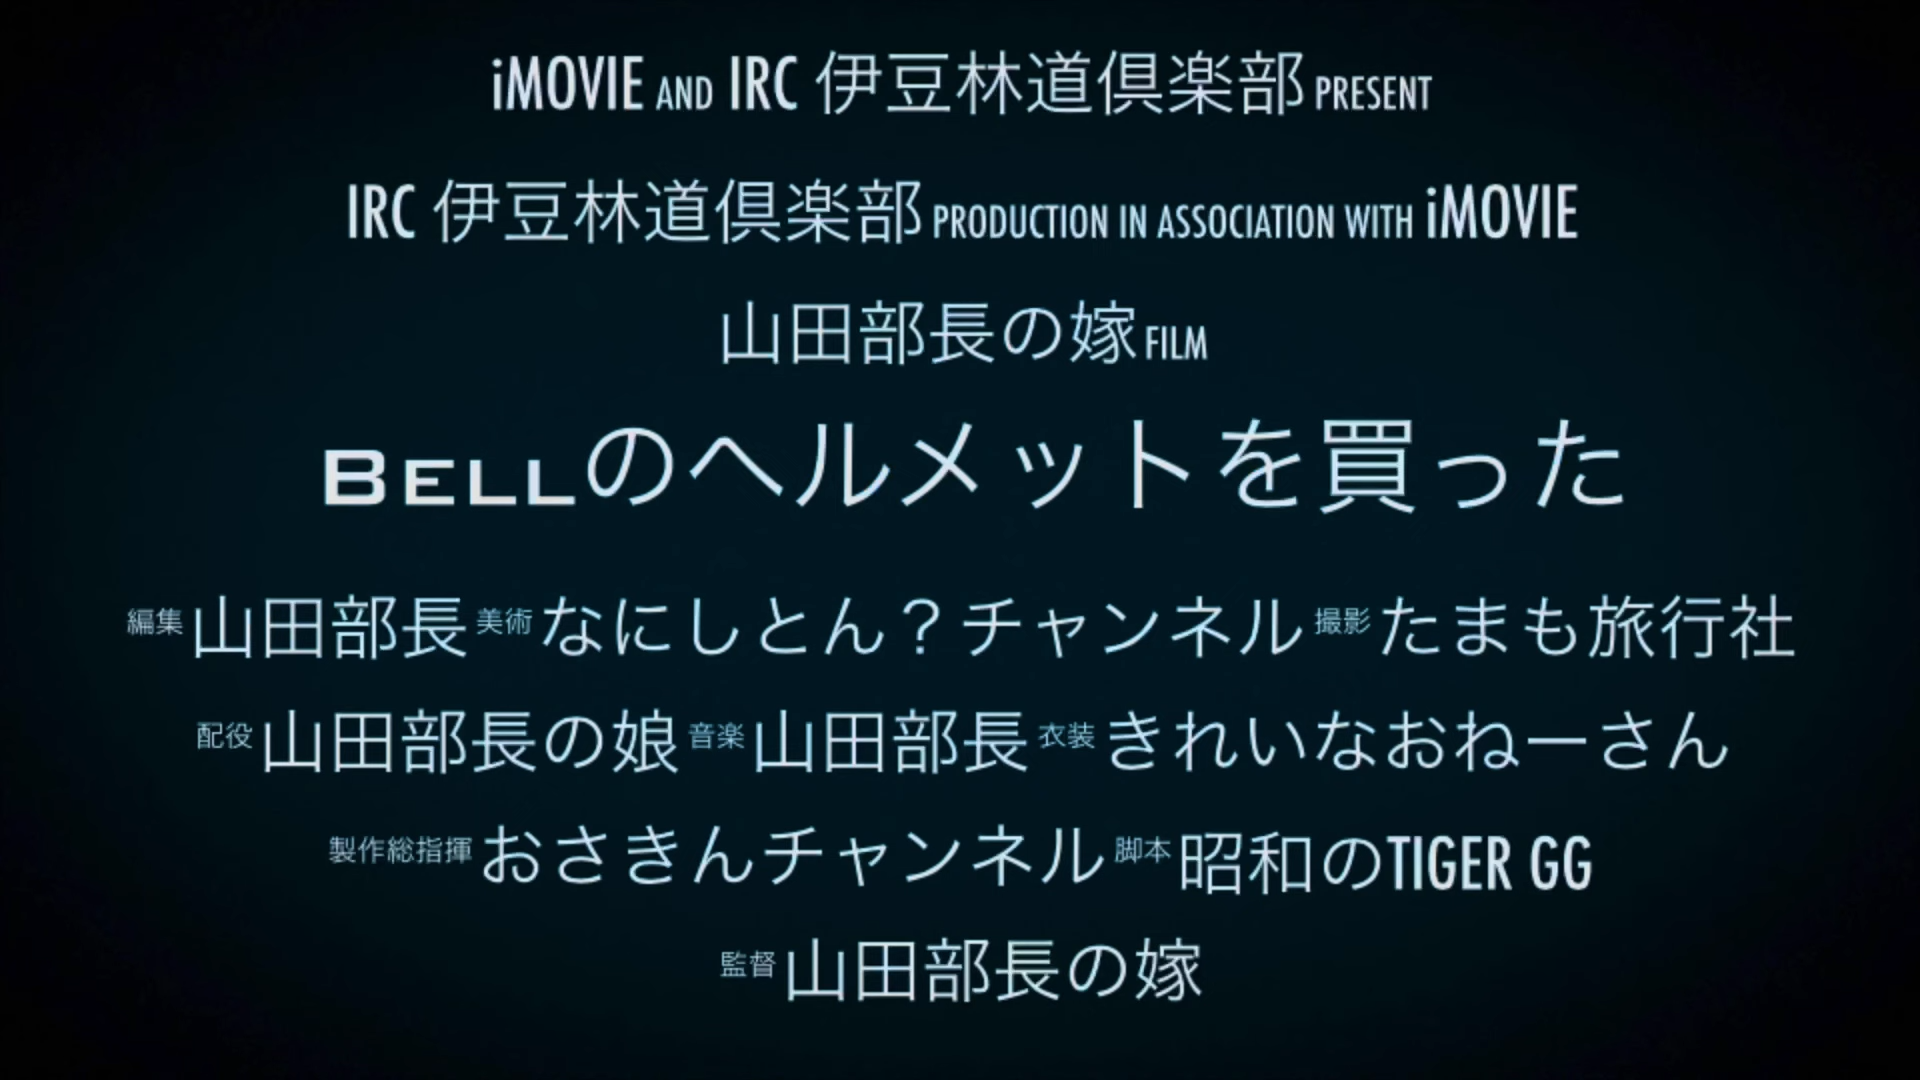 iMOVIE AND IRC 伊豆林道倶楽部 PRESENT
IRC 伊豆林道倶楽部 PRODUCTION IN ASSOCIATION WITH iMOVIE
山田部長の嫁 FILM
BELLのヘルメットを買った
編集 山田部長 美術 なにしとん？チャンネル 撮影 たまも旅行社
配役 山田部長の娘 音楽 山田部長 衣装 きれいなおねーさん
製作総指揮 おさきんチャンネル 脚本 昭和のTIGER GG
監督 山田部長の嫁